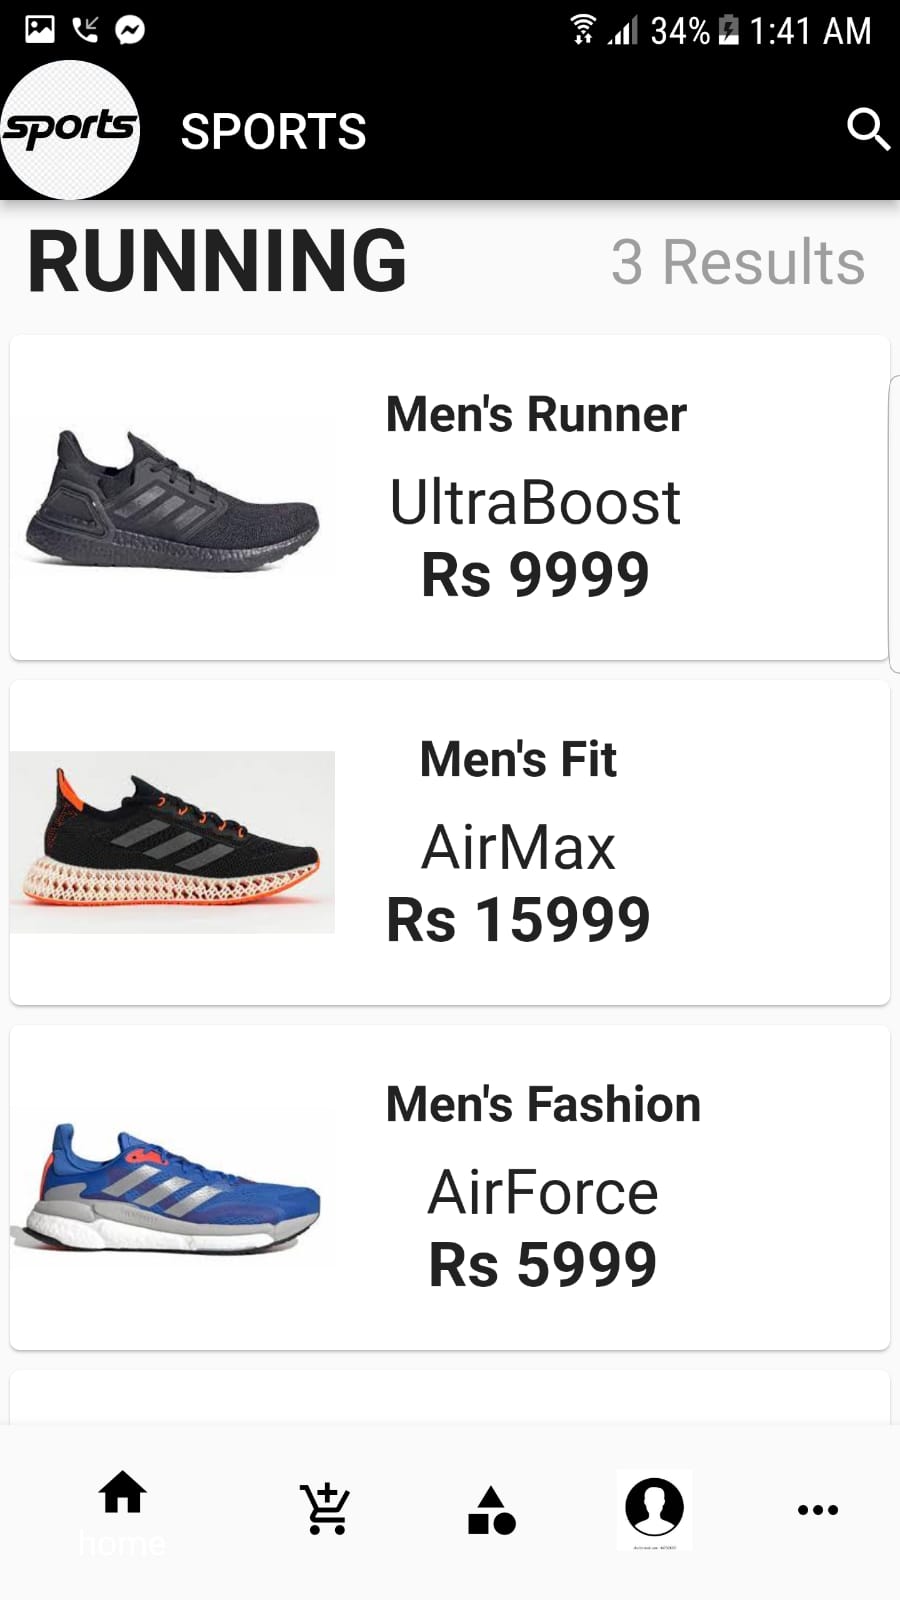 34% 1:41 AM
sports
SPORTS
RUNNING
3 Results
Men's Runner
UltraBoost
Rs 9999
Men's Fit
AirMax
Rs 15999
Men's Fashion
AirForce
Rs 5999
home